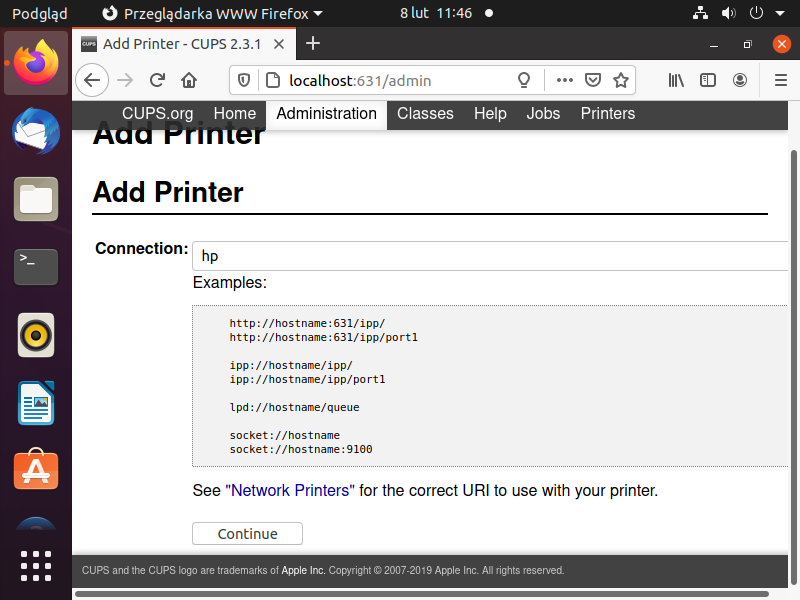 Podgląd
Przeglądarka WWW Firefox
8 lut 11:46
CUPS
Add Printer - CUPS 2.3.1
localhost:631/admin
CUPS.org Home Administration Classes Help Jobs Printers
Add Printer
Add Printer
Connection:
hp
Examples:
http://hostname:631/ipp/
http://hostname:631/ipp/port1
ipp://hostname/ipp/
ipp://hostname/ipp/port1
lpd://hostname/queue
socket://hostname
socket://hostname:9100
See "Network Printers" for the correct URI to use with your printer.
Continue
CUPS and the CUPS logo are trademarks of Apple Inc. Copyright © 2007-2019 Apple Inc. All rights reserved.